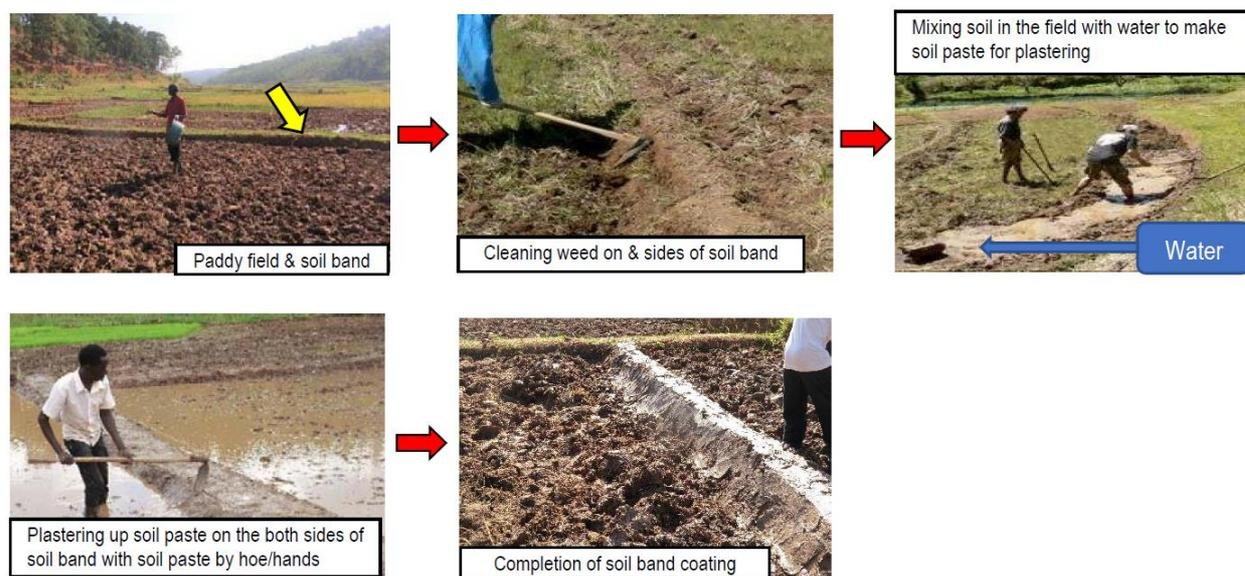 Paddy field & soil band
Cleaning weed on & sides of soil band
Mixing soil in the field with water to make
soil paste for plastering
Water
Plastering up soil paste on the both sides of
soil band with soil paste by hoe/hands
Completion of soil band coating